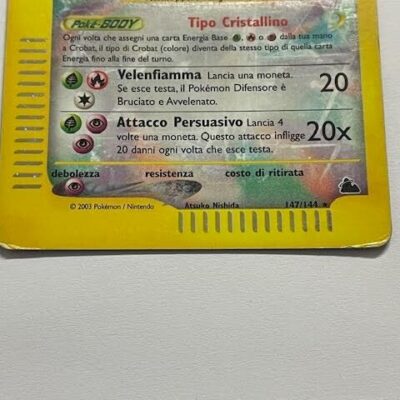 Poké-BODY Tipo Cristallino
Ogni volta che assegni una carta Energia Base , o dalla tua mano
a Crobat, il tipo di Crobat (colore) diventa della stesso tipo di quella carta
Energia fino alla fine del turno.
Velenfiamma Lancia una moneta. 20
Se esce testa, il Pokémon Difensore è
Bruciato e Avvelenato.
Attacco Persuasivo Lancia 4
volte una moneta. Questo attacco infligge 20x
20 danni ogni volta che esce testa.
debolezza resistenza costo di ritirata
© 2003 Pokémon / Nintendo Atsuko Nishida 147/144 ★